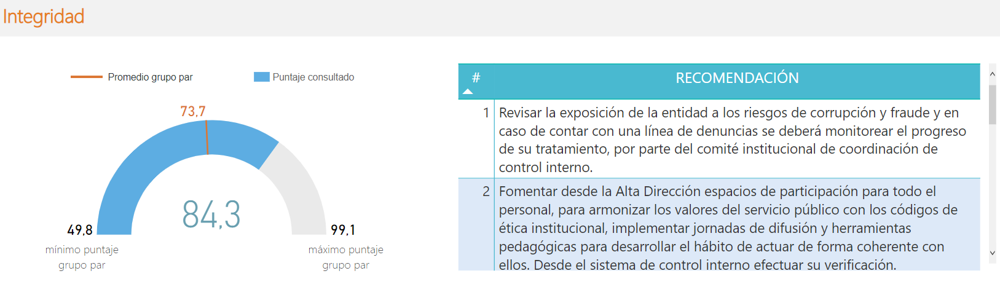 Integridad
Promedio grupo par
Puntaje consultado
73,7
84,3
49,8
mínimo puntaje
grupo par
99,1
máximo puntaje
grupo par
# RECOMENDACIÓN
1 Revisar la exposición de la entidad a los riesgos de corrupción y fraude y en
caso de contar con una línea de denuncias se deberá monitorear el progreso
de su tratamiento, por parte del comité institucional de coordinación de
control interno.
2 Fomentar desde la Alta Dirección espacios de participación para todo el
personal, para armonizar los valores del servicio público con los códigos de
ética institucional, implementar jornadas de difusión y herramientas
pedagógicas para desarrollar el hábito de actuar de forma coherente con
ellos. Desde el sistema de control interno efectuar su verificación.